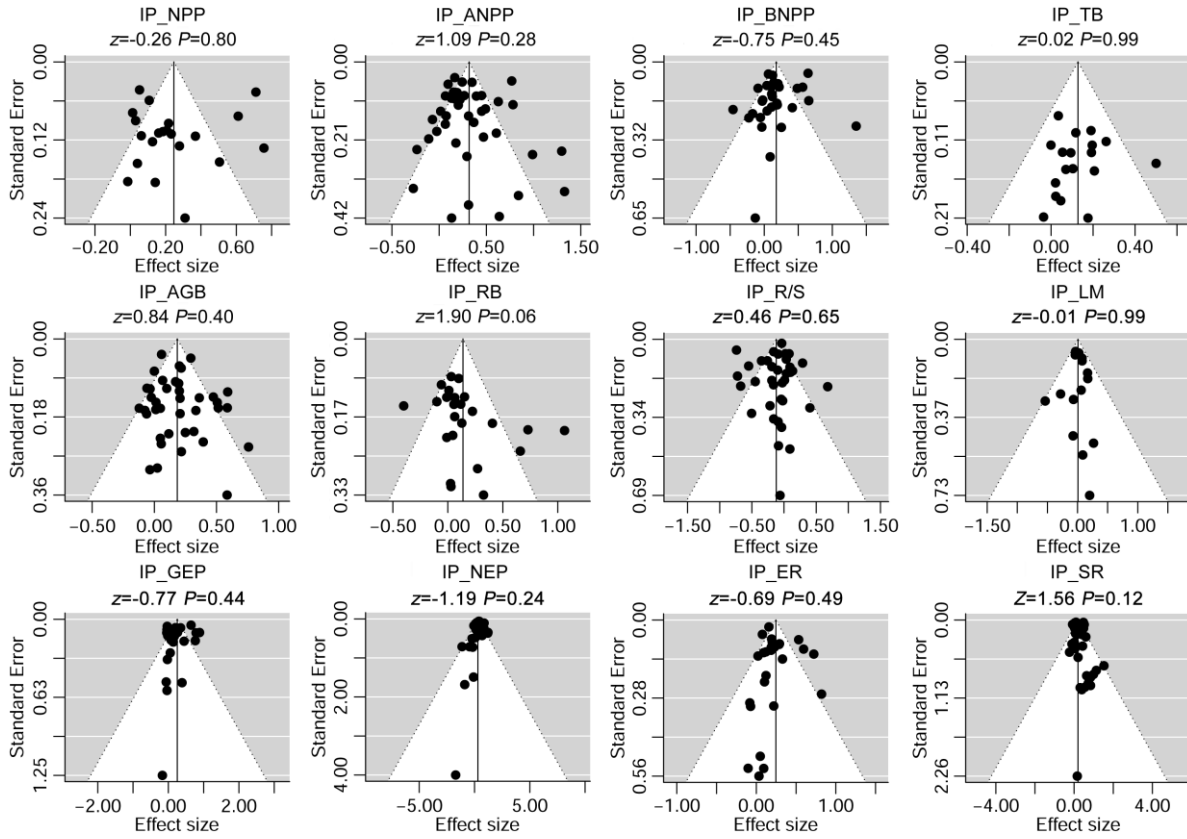 IP_NPP
z=-0.26 P=0.80
0.00
0.12
0.24
Standard Error
-0.20 0.20 0.60
Effect size
IP_ANPP
z=1.09 P=0.28
0.00
0.21
0.42
Standard Error
-0.50 0.50 1.50
Effect size
IP_BNPP
z=-0.75 P=0.45
0.00
0.32
0.65
Standard Error
-1.00 0.00 1.00
Effect size
IP_TB
z=0.02 P=0.99
0.00
0.11
0.21
Standard Error
-0.40 0.00 0.40
Effect size
IP_AGB
z=0.84 P=0.40
0.00
0.18
0.36
Standard Error
-0.50 0.00 0.50 1.00
Effect size
IP_RB
z=1.90 P=0.06
0.00
0.17
0.33
Standard Error
-0.50 0.00 0.50 1.00
Effect size
IP_R/S
z=0.46 P=0.65
0.00
0.34
0.69
Standard Error
-1.50 -0.50 0.50 1.50
Effect size
IP_LM
z=-0.01 P=0.99
0.00
0.37
0.73
Standard Error
-1.50 0.00 1.00
Effect size
IP_GEP
z=-0.77 P=0.44
0.00
0.63
1.25
Standard Error
-2.00 0.00 2.00
Effect size
IP_NEP
z=-1.19 P=0.24
0.00
2.00
4.00
Standard Error
-5.00 0.00 5.00
Effect size
IP_ER
z=-0.69 P=0.49
0.00
0.28
0.56
Standard Error
-1.00 0.00 1.00
Effect size
IP_SR
Z=1.56 P=0.12
0.00
1.13
2.26
Standard Error
-4.00 0.00 4.00
Effect size